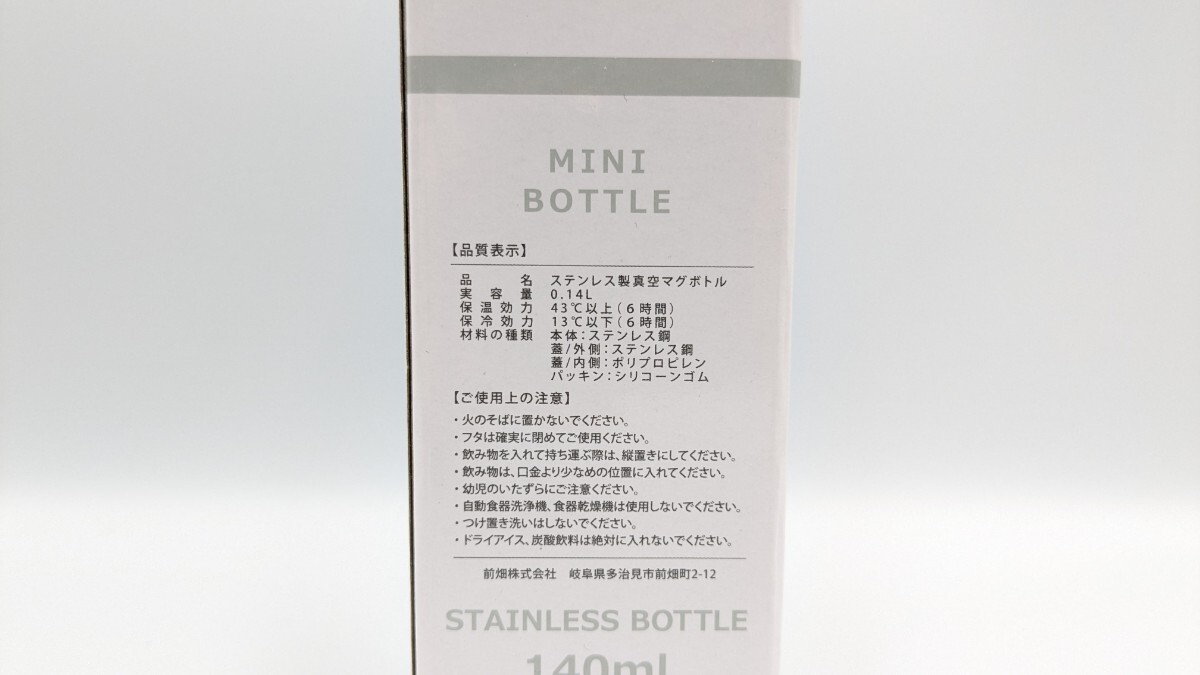 MINI
BOTTLE
【品質表示】
品名 ステンレス製真空マグボトル
実容量 0.14L
保温効力 43℃以上(6時間)
保冷効力 13℃以下(6時間)
材料の種類 本体:ステンレス鋼
蓋/外側:ステンレス鋼
蓋/内側:ポリプロピレン
パッキン:シリコーンゴム
【ご使用上の注意】
・火のそばに置かないでください。
・フタは確実に閉めてご使用ください。
・飲み物を入れて持ち運ぶ際は、縦置きにしてください。
・飲み物は、口金より少なめの位置に入れてください。
・幼児のいたずらにご注意ください。
・自動食器洗浄機、食器乾燥機は使用しないでください。
・つけ置き洗いはしないでください。
・ドライアイス、炭酸飲料は絶対に入れないでください。
前畑株式会社 岐阜県多治見市前畑町2-12
STAINLESS BOTTLE
140ml